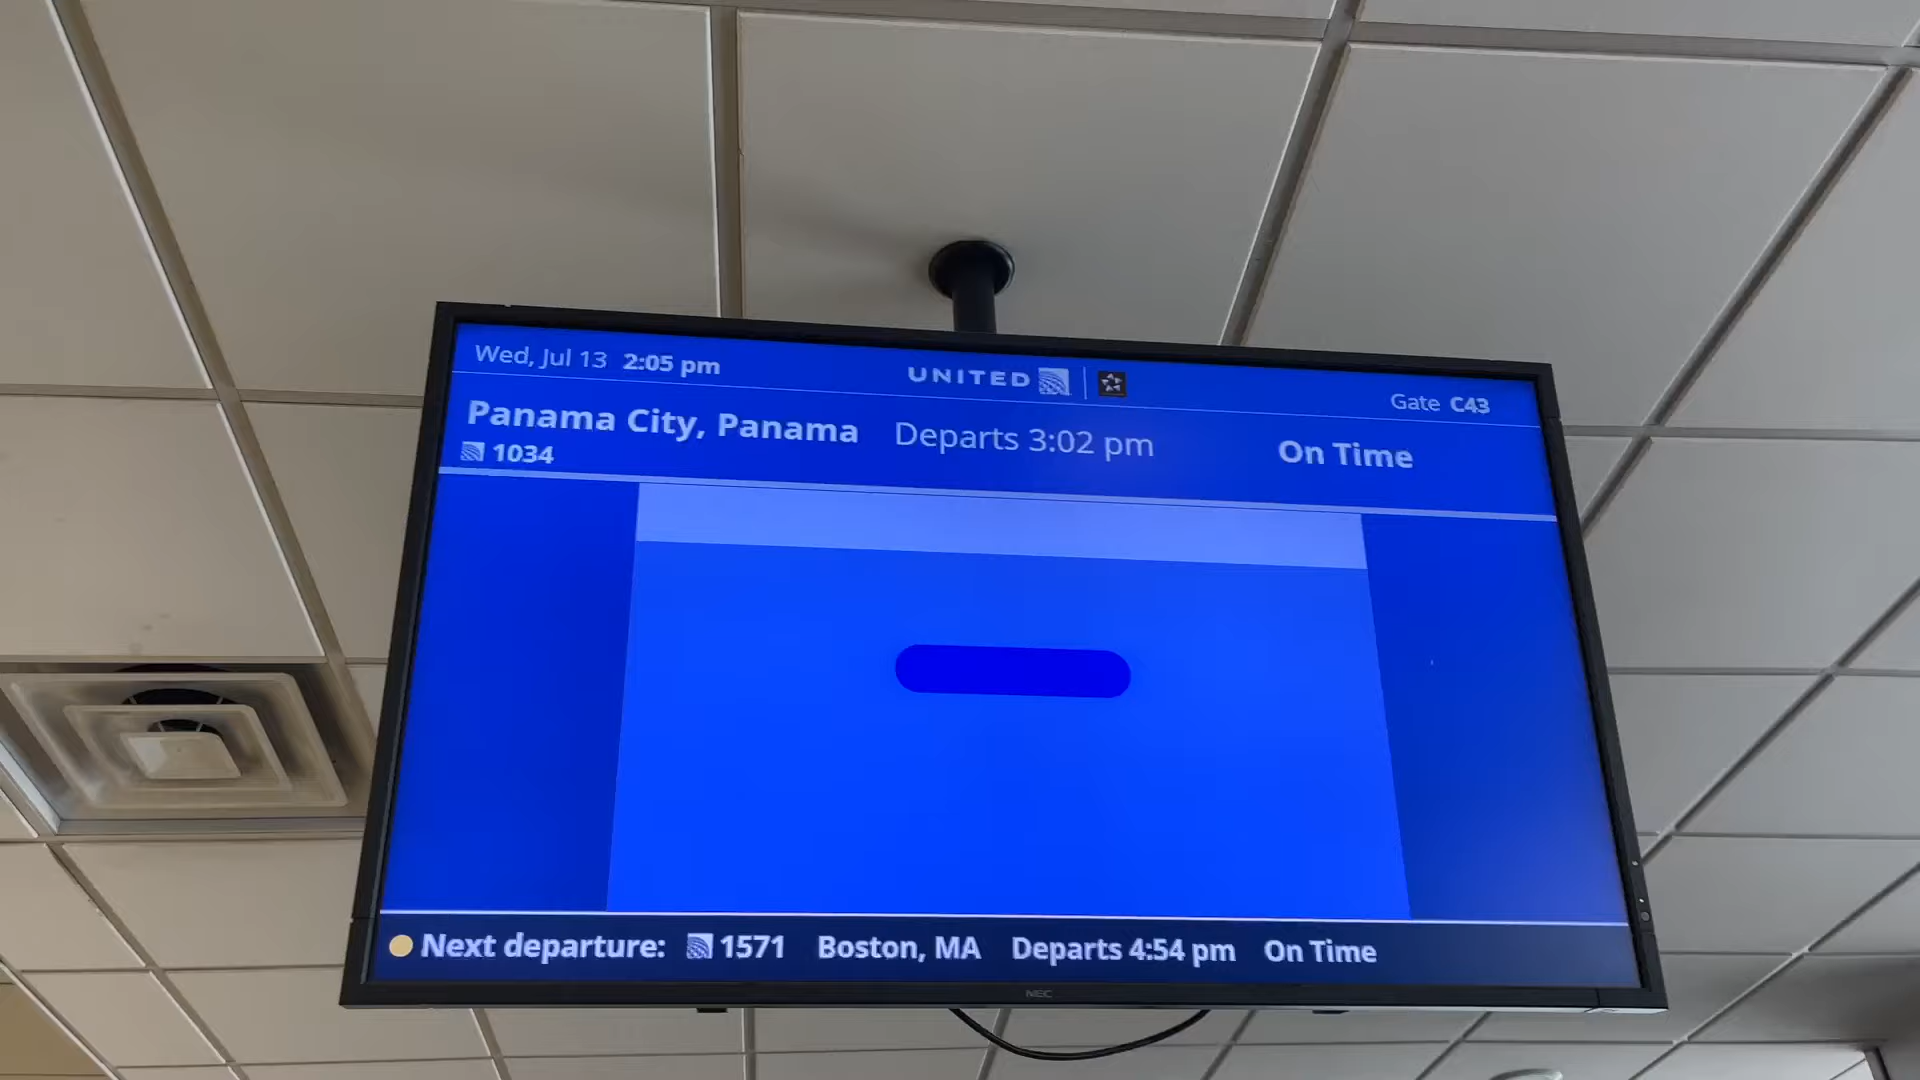 Wed, Jul 13 2:05 pm UNITED Gate C43
Panama City, Panama Departs 3:02 pm On Time
1034
Next departure: 1571 Boston, MA Departs 4:54 pm On Time
NEC